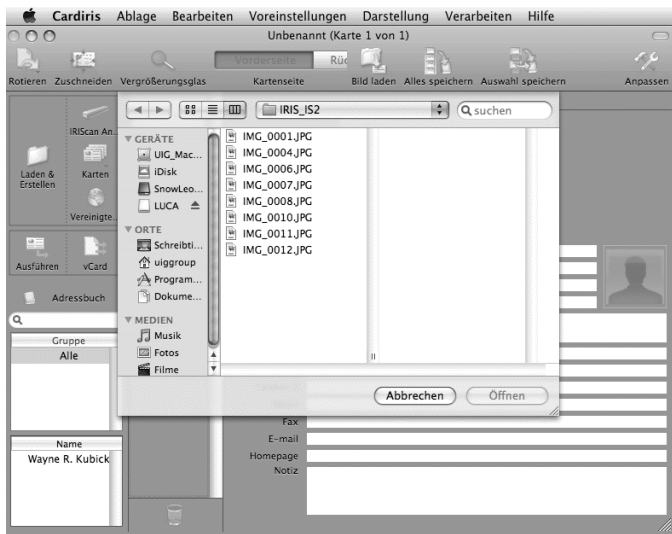 Cardiris Ablage Bearbeiten Voreinstellungen Darstellung Verarbeiten Hilfe
Unbenannt (Karte 1 von 1)
Vorderseite Rüc
Rotieren Zuschneiden Vergrößerungsglas Kartenseite Bild laden Alles speichern Auswahl speichern Anpassen
IRIS_IS2 suchen
IRIScan An..
Laden & Erstellen
Karten
Vereinigte..
Ausführen vCard
Adressbuch
Gruppe
Alle
Name
Wayne R. Kubick
GERÄTE
UIG_Mac...
iDisk
SnowLeo...
LUCA
ORTE
Schreibti...
uiggroup
Program...
Dokume...
MEDIEN
Musik
Fotos
Filme
IMG_0001.JPG
IMG_0004.JPG
IMG_0006.JPG
IMG_0007.JPG
IMG_0008.JPG
IMG_0010.JPG
IMG_0011.JPG
IMG_0012.JPG
Abbrechen Öffnen
Fax
E-mail
Homepage
Notiz